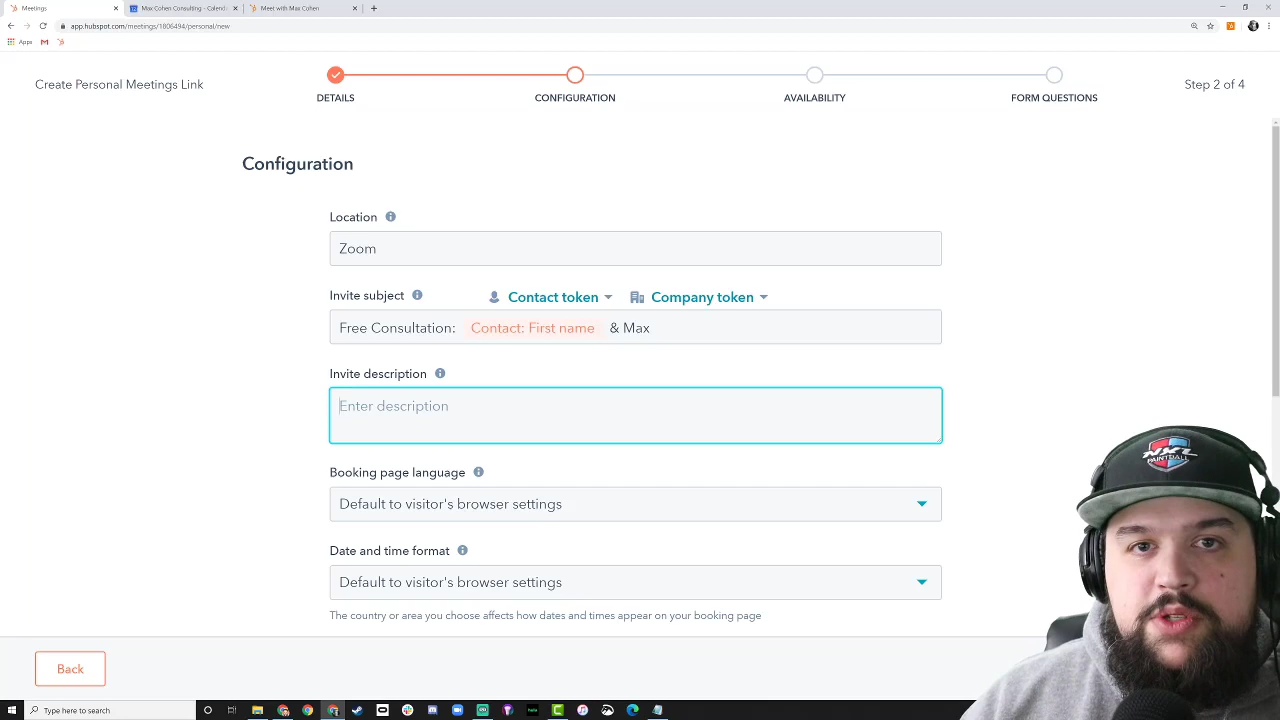 Meetings
Max Cohen Consulting - Calenda
Meet with Max Cohen
app.hubspot.com/meetings/1806494/personal/new
Apps
Create Personal Meetings Link
DETAILS
CONFIGURATION
AVAILABILITY
FORM QUESTIONS
Step 2 of 4
Configuration
Location
Zoom
Invite subject
Contact token
Company token
Free Consultation: Contact: First name & Max
Invite description
Enter description
Booking page language
Default to visitor's browser settings
Date and time format
Default to visitor's browser settings
The country or area you choose affects how dates and times appear on your booking page
Back
NXL
PAINTBALL
Type here to search
hulu